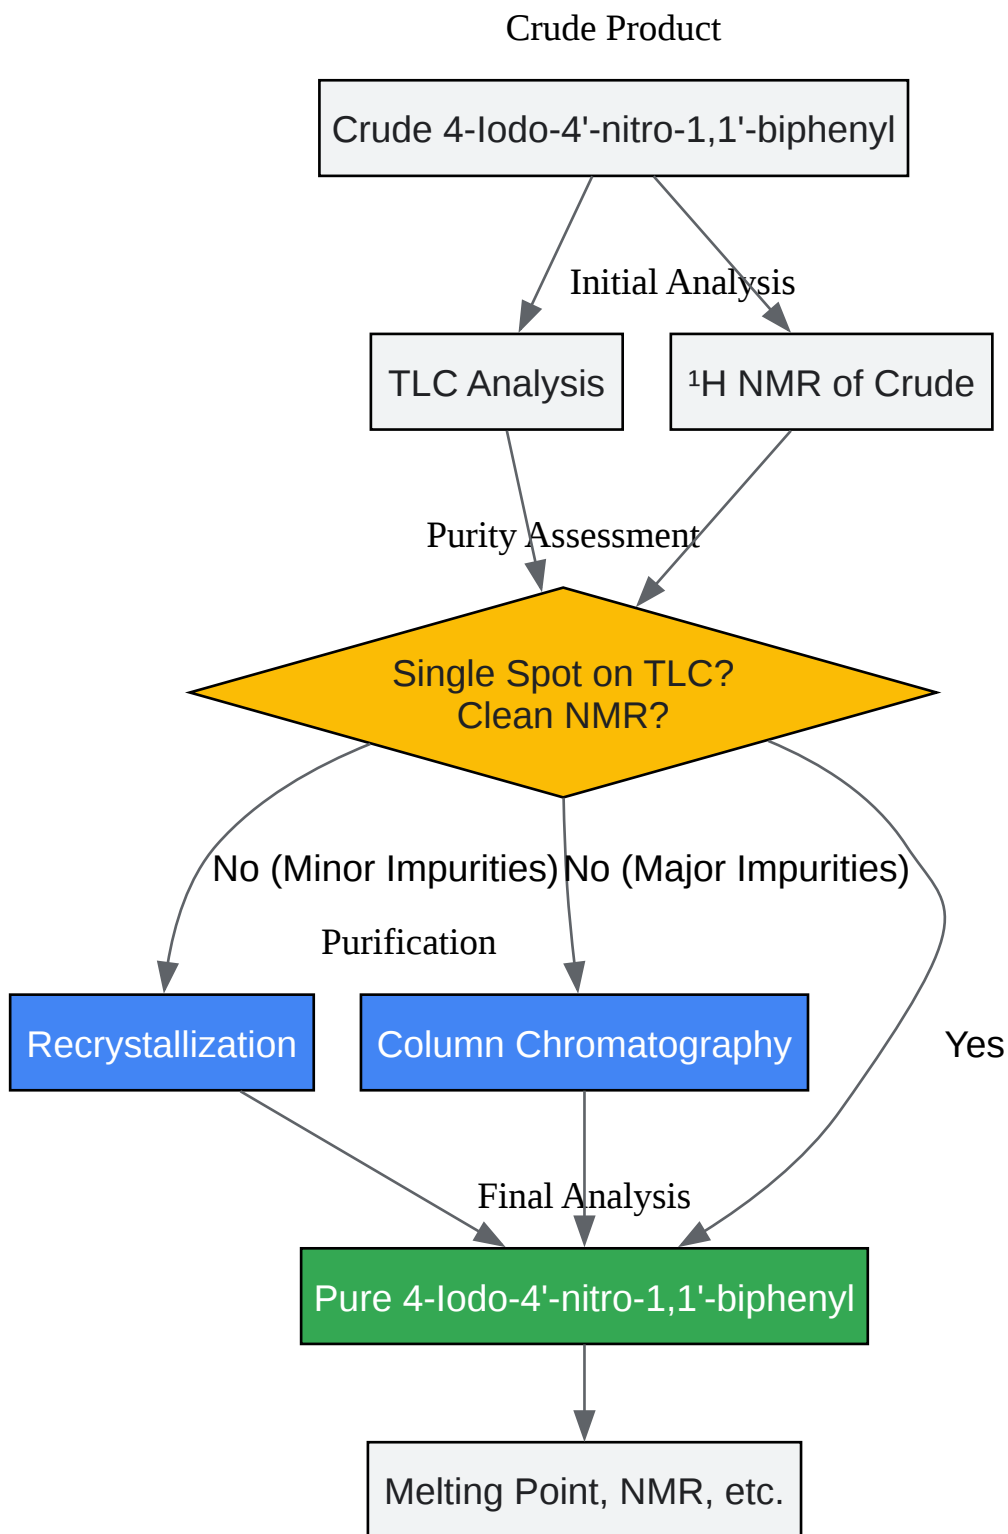 Crude Product
Crude 4-Iodo-4'-nitro-1,1'-biphenyl
Initial Analysis
TLC Analysis
¹H NMR of Crude
Purity Assessment
Single Spot on TLC?
Clean NMR?
No (Minor Impurities)
No (Major Impurities)
Purification
Recrystallization
Column Chromatography
Yes
Final Analysis
Pure 4-Iodo-4'-nitro-1,1'-biphenyl
Melting Point, NMR, etc.